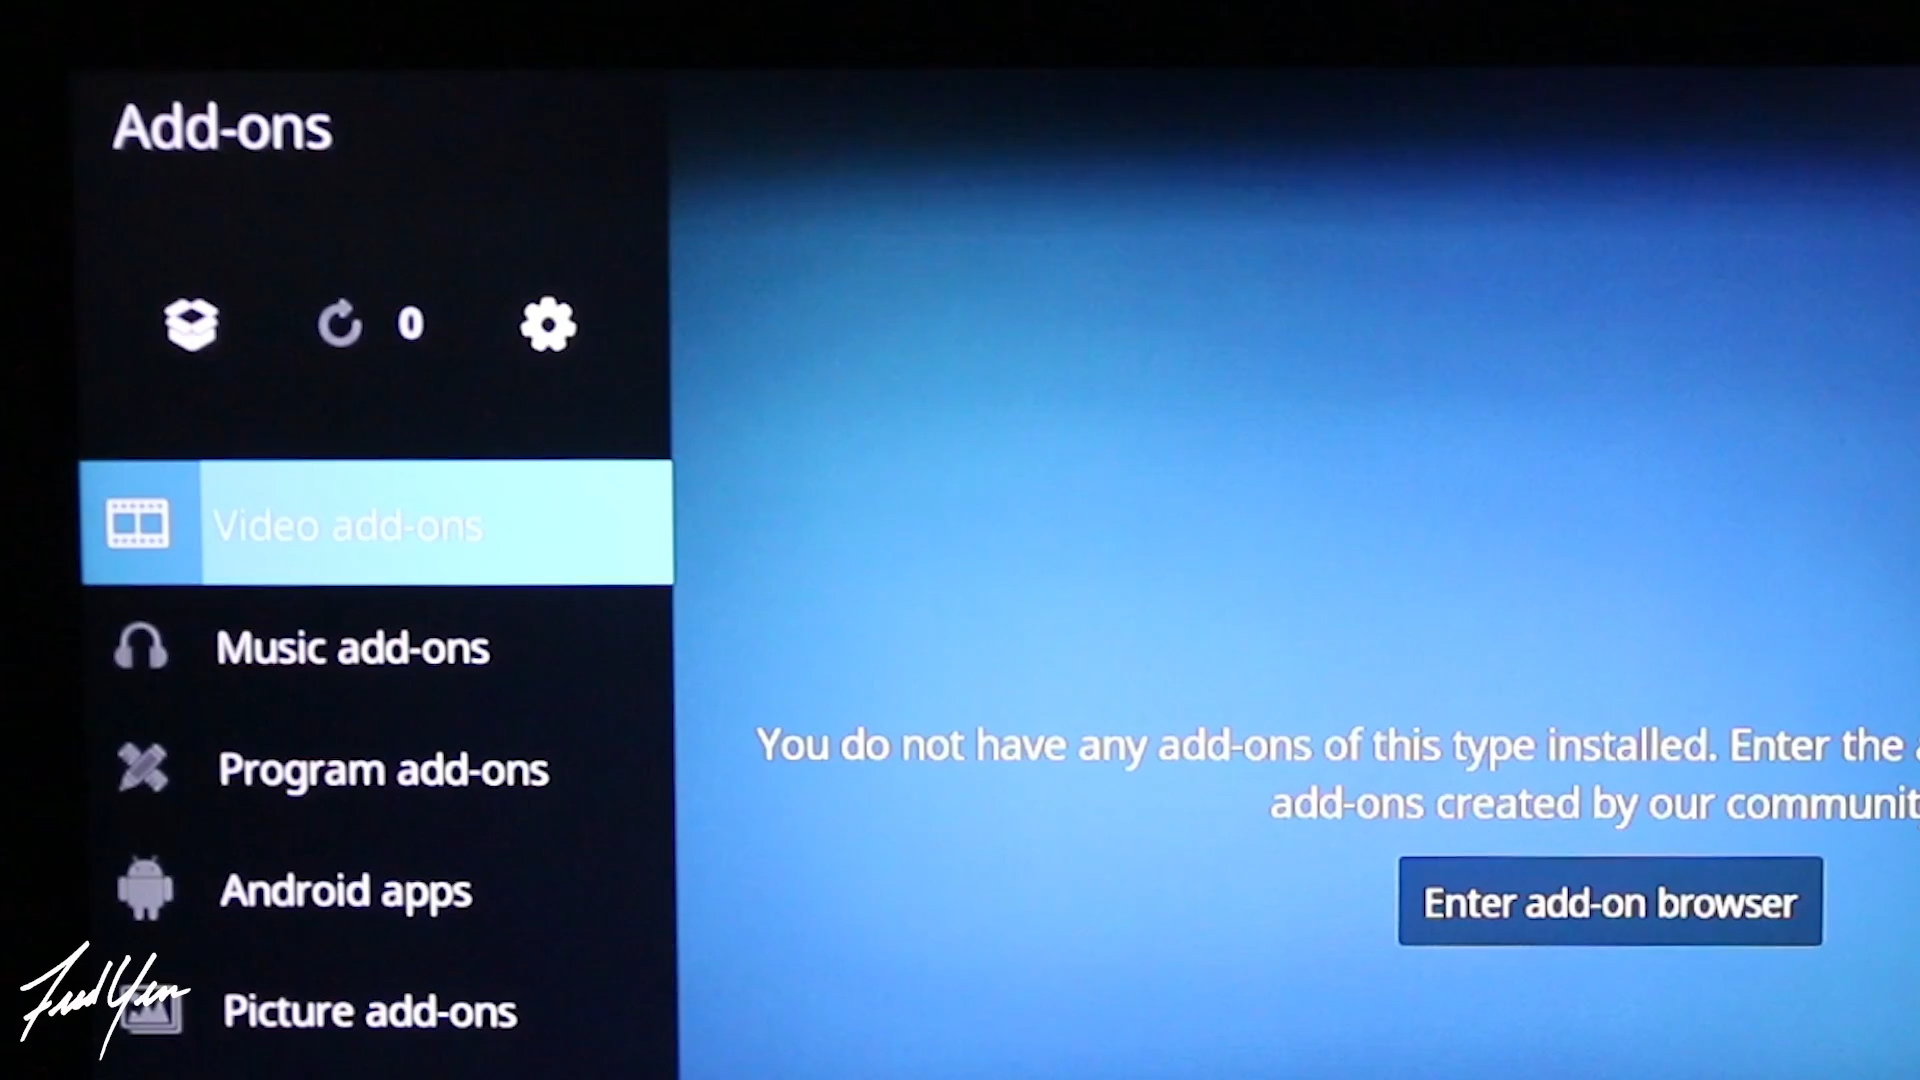 Add-ons
0
Video add-ons
Music add-ons
Program add-ons
Android apps
Picture add-ons
You do not have any add-ons of this type installed. Enter the
add-ons created by our
Enter add-on browser
Fred Yen